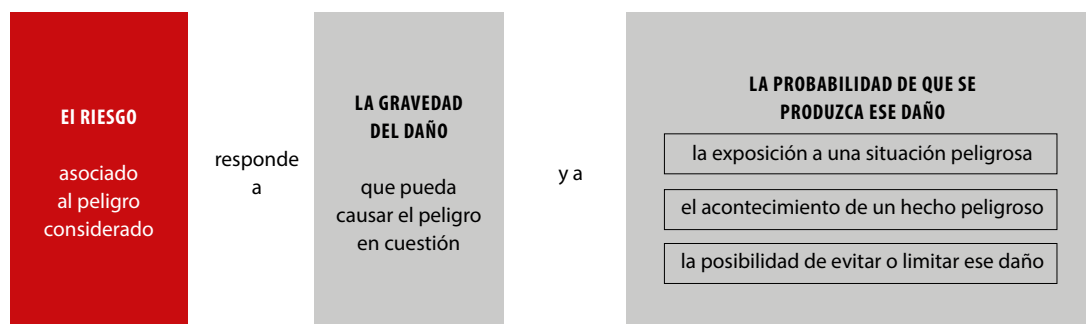 El RIESGO
asociado
al peligro
considerado
responde
a
LA GRAVEDAD
DEL DAÑO
que pueda
causar el peligro
en cuestión
y a
LA PROBABILIDAD DE QUE SE
PRODUZCA ESE DAÑO
la exposición a una situación peligrosa
el acontecimiento de un hecho peligroso
la posibilidad de evitar o limitar ese daño